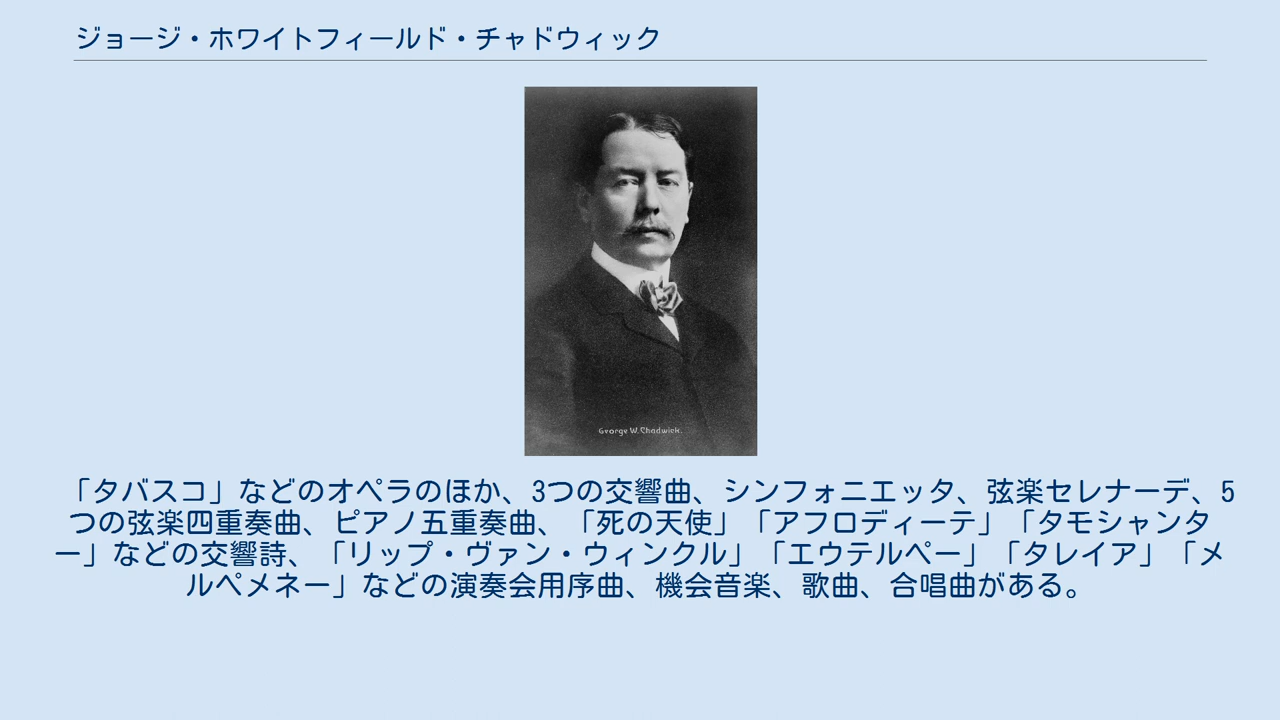 ジョージ・ホワイトフィールド・チャドウィック
George W. Chadwick.
「タバスコ」などのオペラのほか、3つの交響曲、シンフォニエッタ、弦楽セレナーデ、5
つの弦楽四重奏曲、ピアノ五重奏曲、「死の天使」「アフロディーテ」「タモシャンタ
ー」などの交響詩、「リップ・ヴァン・ウィンクル」「エウテルペー」「タレイア」「メ
ルペメネー」などの演奏会用序曲、機会音楽、歌曲、合唱曲がある。